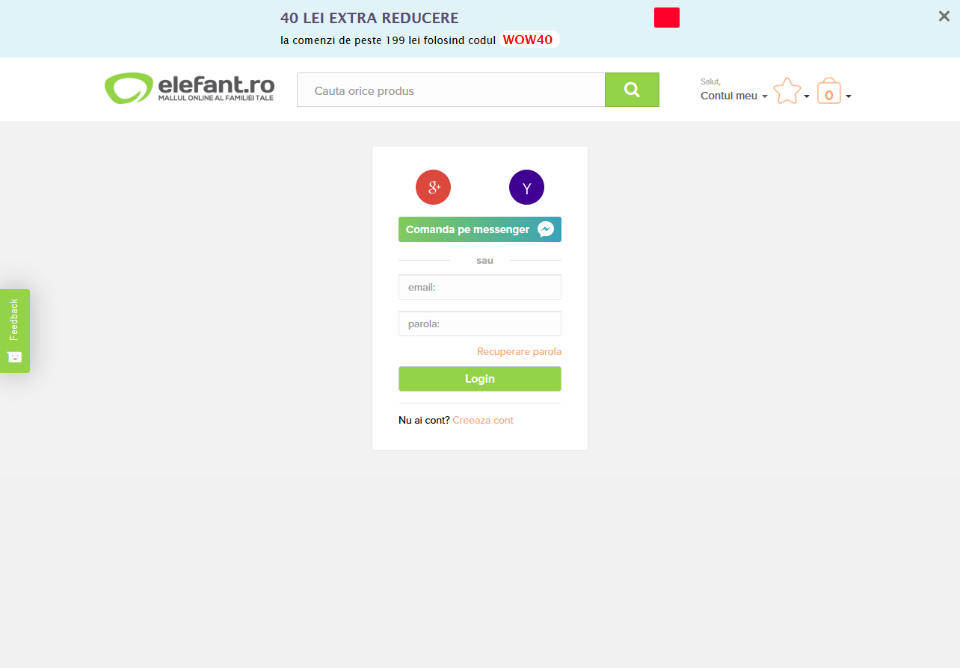 40 LEI EXTRA REDUCERE
la comenzi de peste 199 lei folosind codul WOW40
elefant.ro
MALLUL ONLINE AL FAMILIEI TALE
Cauta orice produs
Salut,
Contul meu
0
g+
Y
Comanda pe messenger
sau
email:
parola:
Recuperare parola
Login
Nu ai cont? Creeaza cont
Feedback